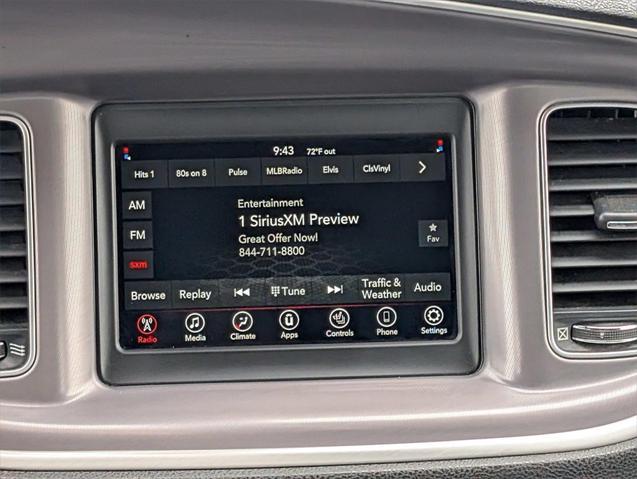 9:43 72°F out
Hits 1 80s on 8 Pulse MLBRadio Elvis ClsVinyl
AM
Entertainment
1 SiriusXM Preview
Great Offer Now!
844-711-8800
FM
Fav
sxm
Browse Replay Tune Traffic & Weather Audio
Radio Media Climate Apps Controls Phone Settings